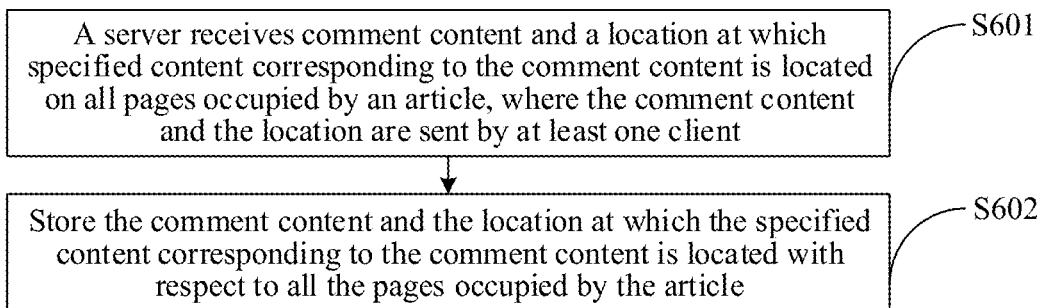 A server receives comment content and a location at which
specified content corresponding to the comment content is located
on all pages occupied by an article, where the comment content
and the location are sent by at least one client
S601
Store the comment content and the location at which the specified
content corresponding to the comment content is located with
respect to all the pages occupied by the article
S602